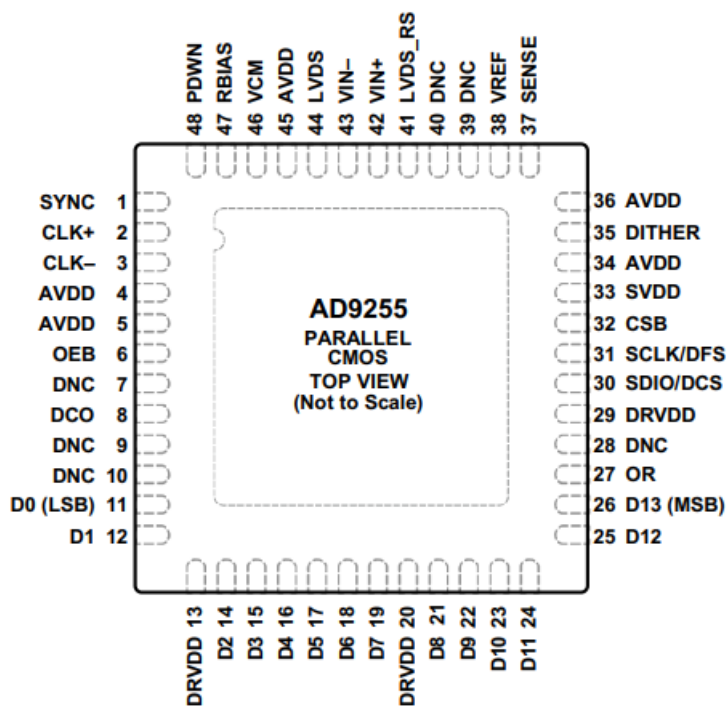 48 PDWN
47 RBIAS
46 VCM
45 AVDD
44 LVDS
43 VIN–
42 VIN+
41 LVDS_RS
40 DNC
39 DNC
38 VREF
37 SENSE
SYNC 1
CLK+ 2
CLK– 3
AVDD 4
AVDD 5
OEB 6
DNC 7
DCO 8
DNC 9
DNC 10
D0 (LSB) 11
D1 12
AD9255
PARALLEL
CMOS
TOP VIEW
(Not to Scale)
36 AVDD
35 DITHER
34 AVDD
33 SVDD
32 CSB
31 SCLK/DFS
30 SDIO/DCS
29 DRVDD
28 DNC
27 OR
26 D13 (MSB)
25 D12
DRVDD 13
D2 14
D3 15
D4 16
D5 17
D6 18
D7 19
DRVDD 20
D8 21
D9 22
D10 23
D11 24